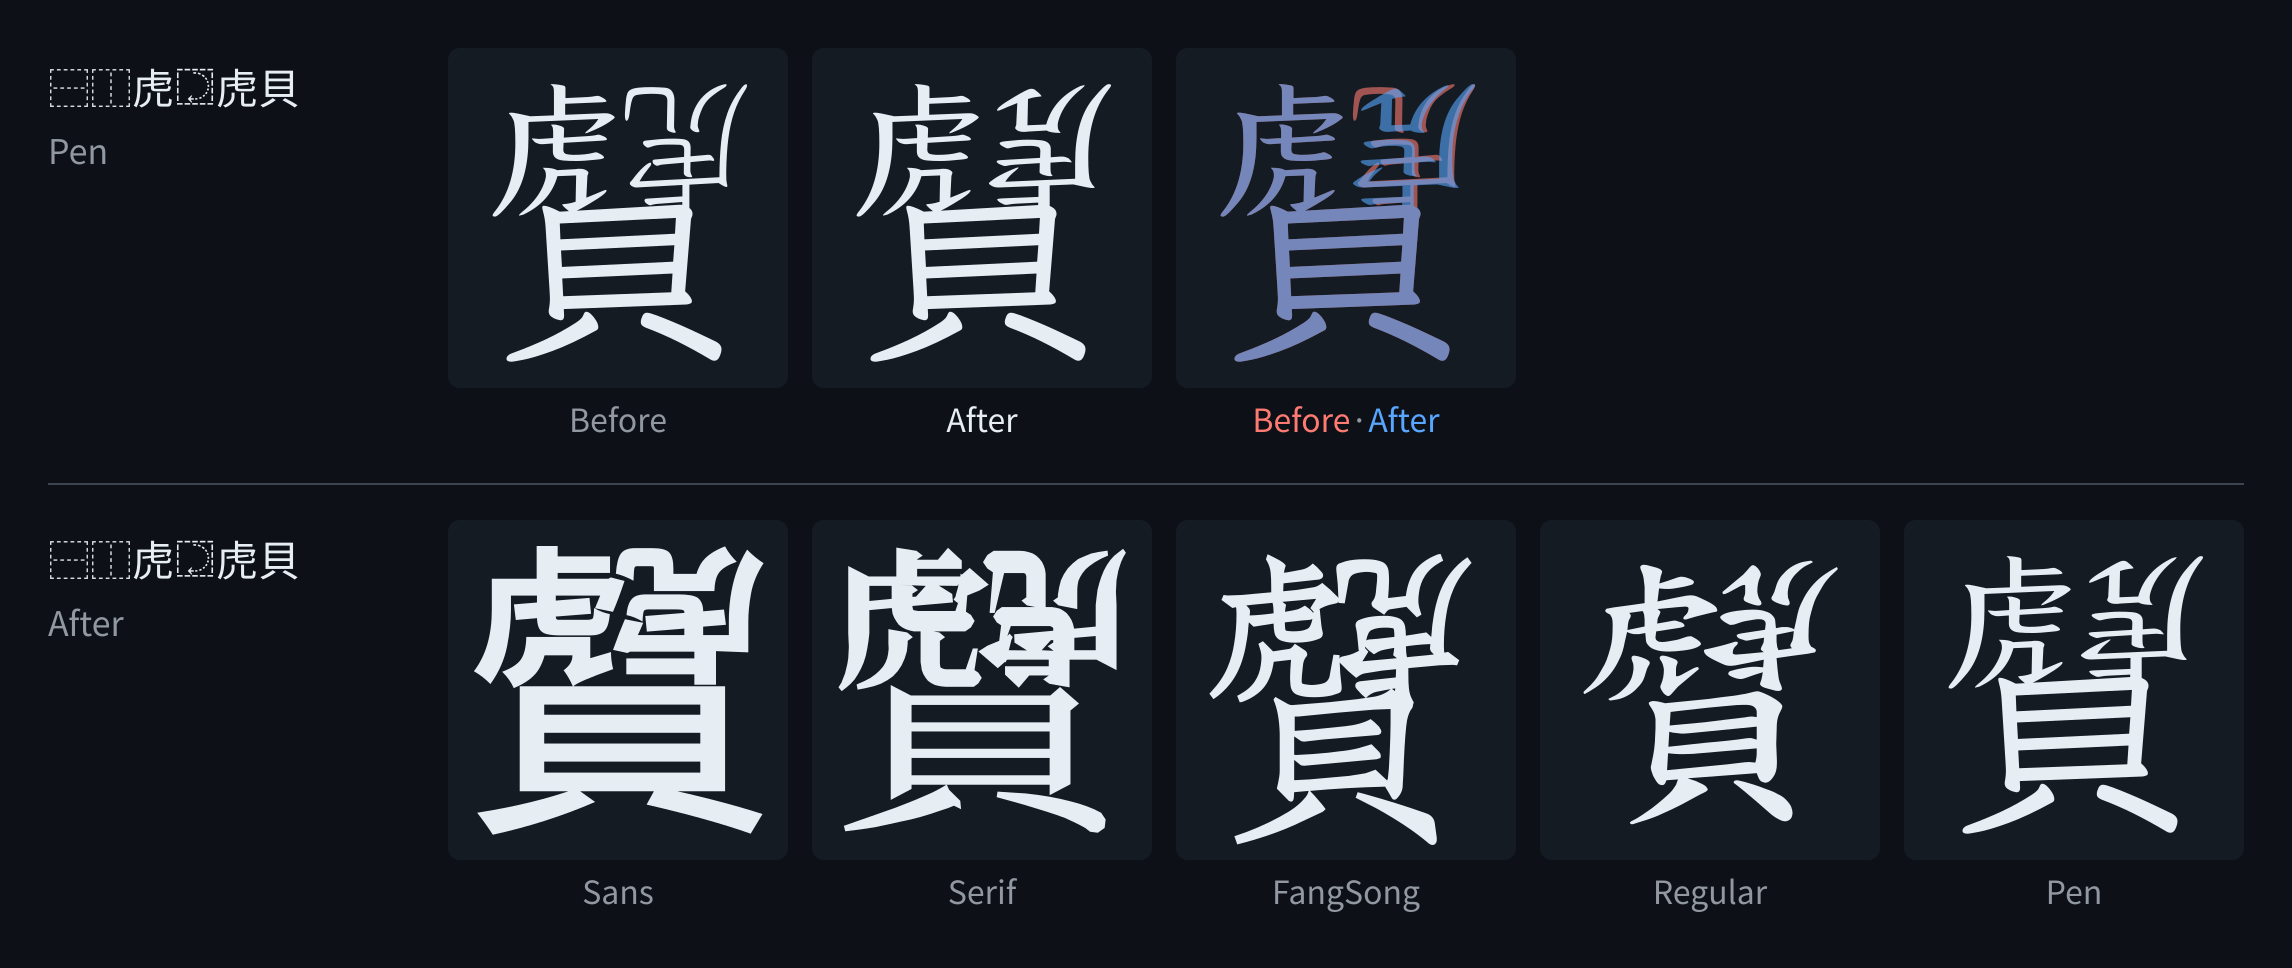 ⿱⿰虎⿾虎貝
Pen
Before
After
Before · After
⿱⿰虎⿾虎貝
After
Sans
Serif
FangSong
Regular
Pen